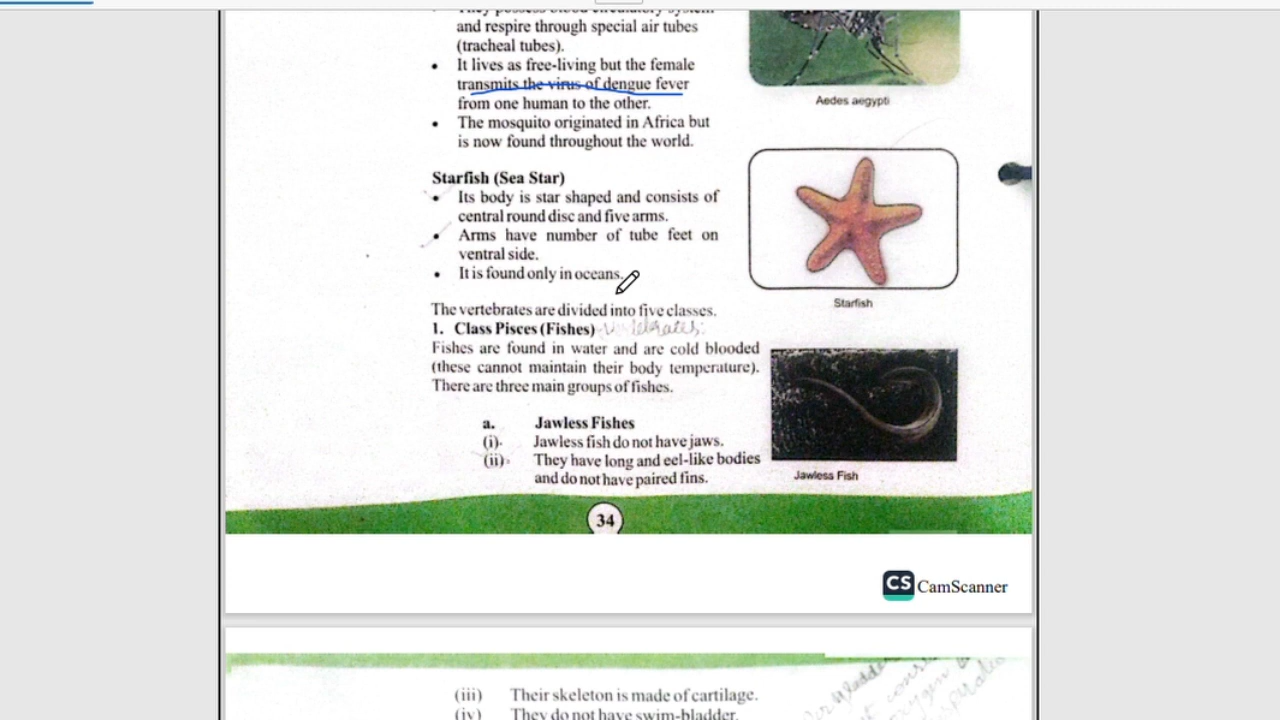 They possess blood circulatory system
and respire through special air tubes
(tracheal tubes).
• It lives as free-living but the female
transmits the virus of dengue fever
from one human to the other.
• The mosquito originated in Africa but
is now found throughout the world.
Aedes aegypti
Starfish (Sea Star)
• Its body is star shaped and consists of
central round disc and five arms.
• Arms have number of tube feet on
ventral side.
• It is found only in oceans.
Starfish
The vertebrates are divided into five classes.
1. Class Pisces (Fishes)
Fishes are found in water and are cold blooded
(these cannot maintain their body temperature).
There are three main groups of fishes.
a. Jawless Fishes
(i) Jawless fish do not have jaws.
(ii) They have long and eel-like bodies
and do not have paired fins.
Jawless Fish
34
CS CamScanner
(iii) Their skeleton is made of cartilage.
(iv) They do not have swim-bladder.